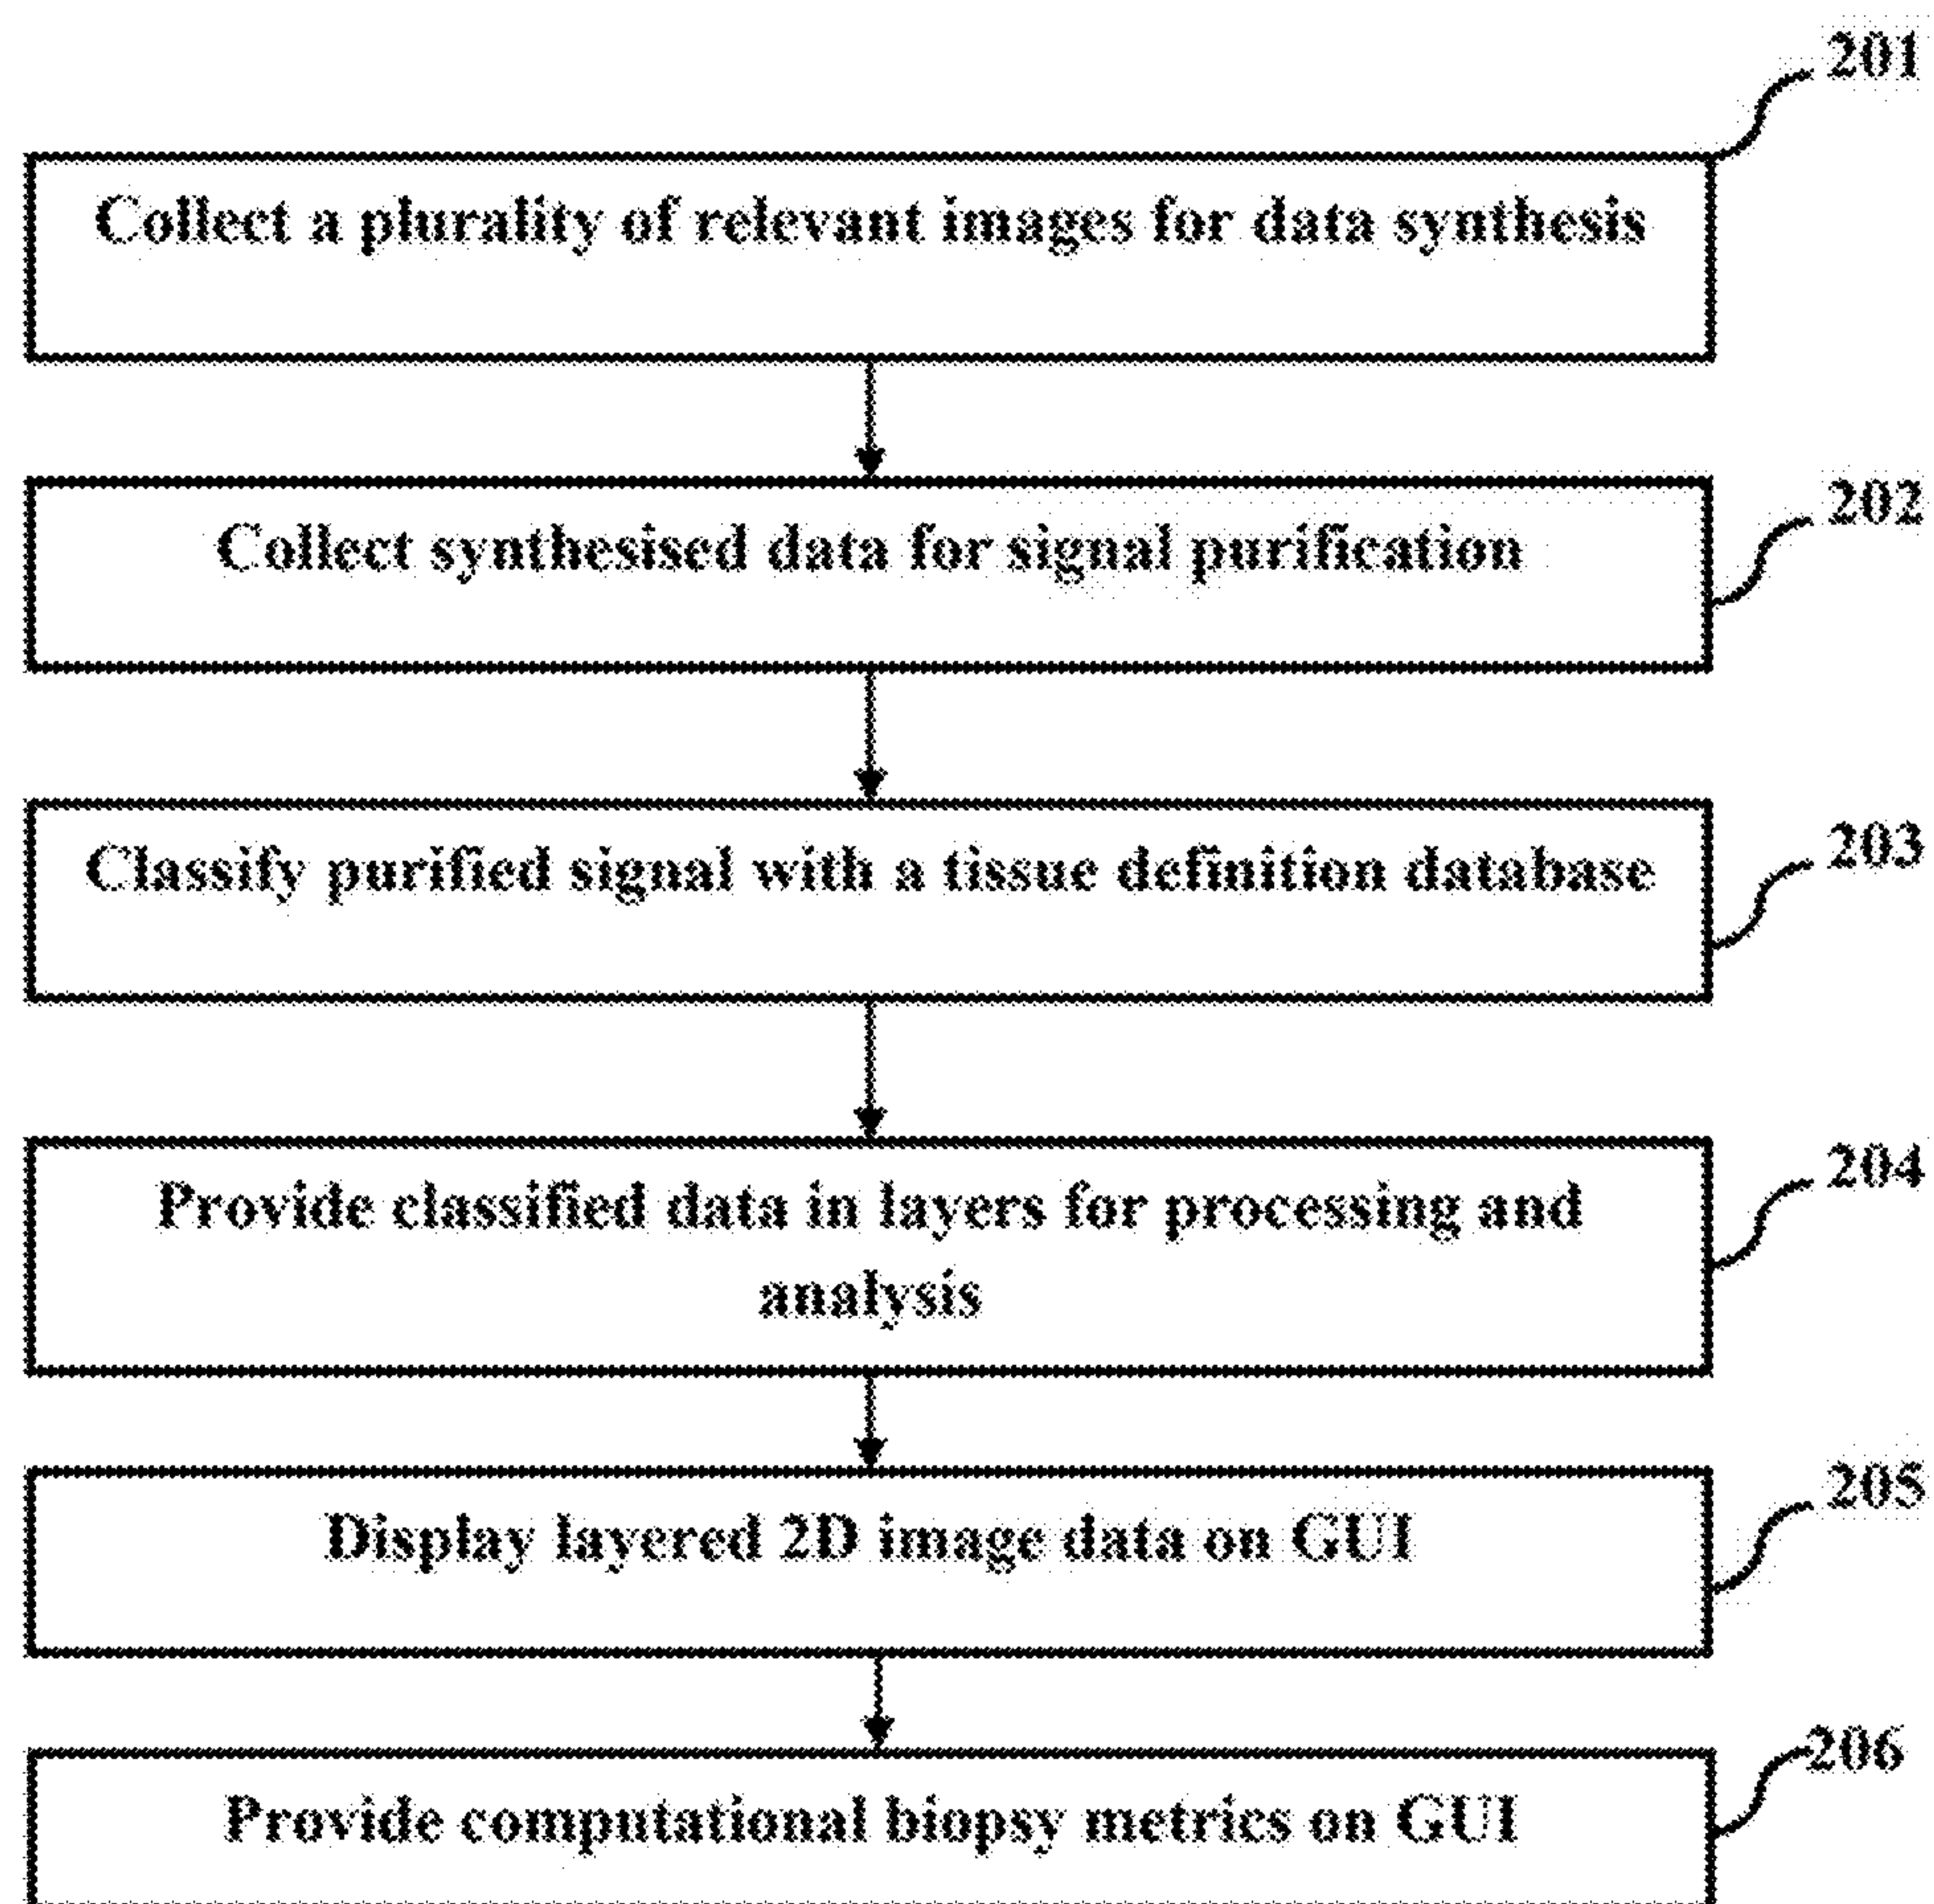 201
Collect a plurality of relevant images for data synthesis
202
Collect synthesised data for signal purification
203
Classify purified signal with a tissue definition database
204
Provide classified data in layers for processing and
analysis
205
Display layered 2D image data on GUI
206
Provide computational biopsy metrics on GUI